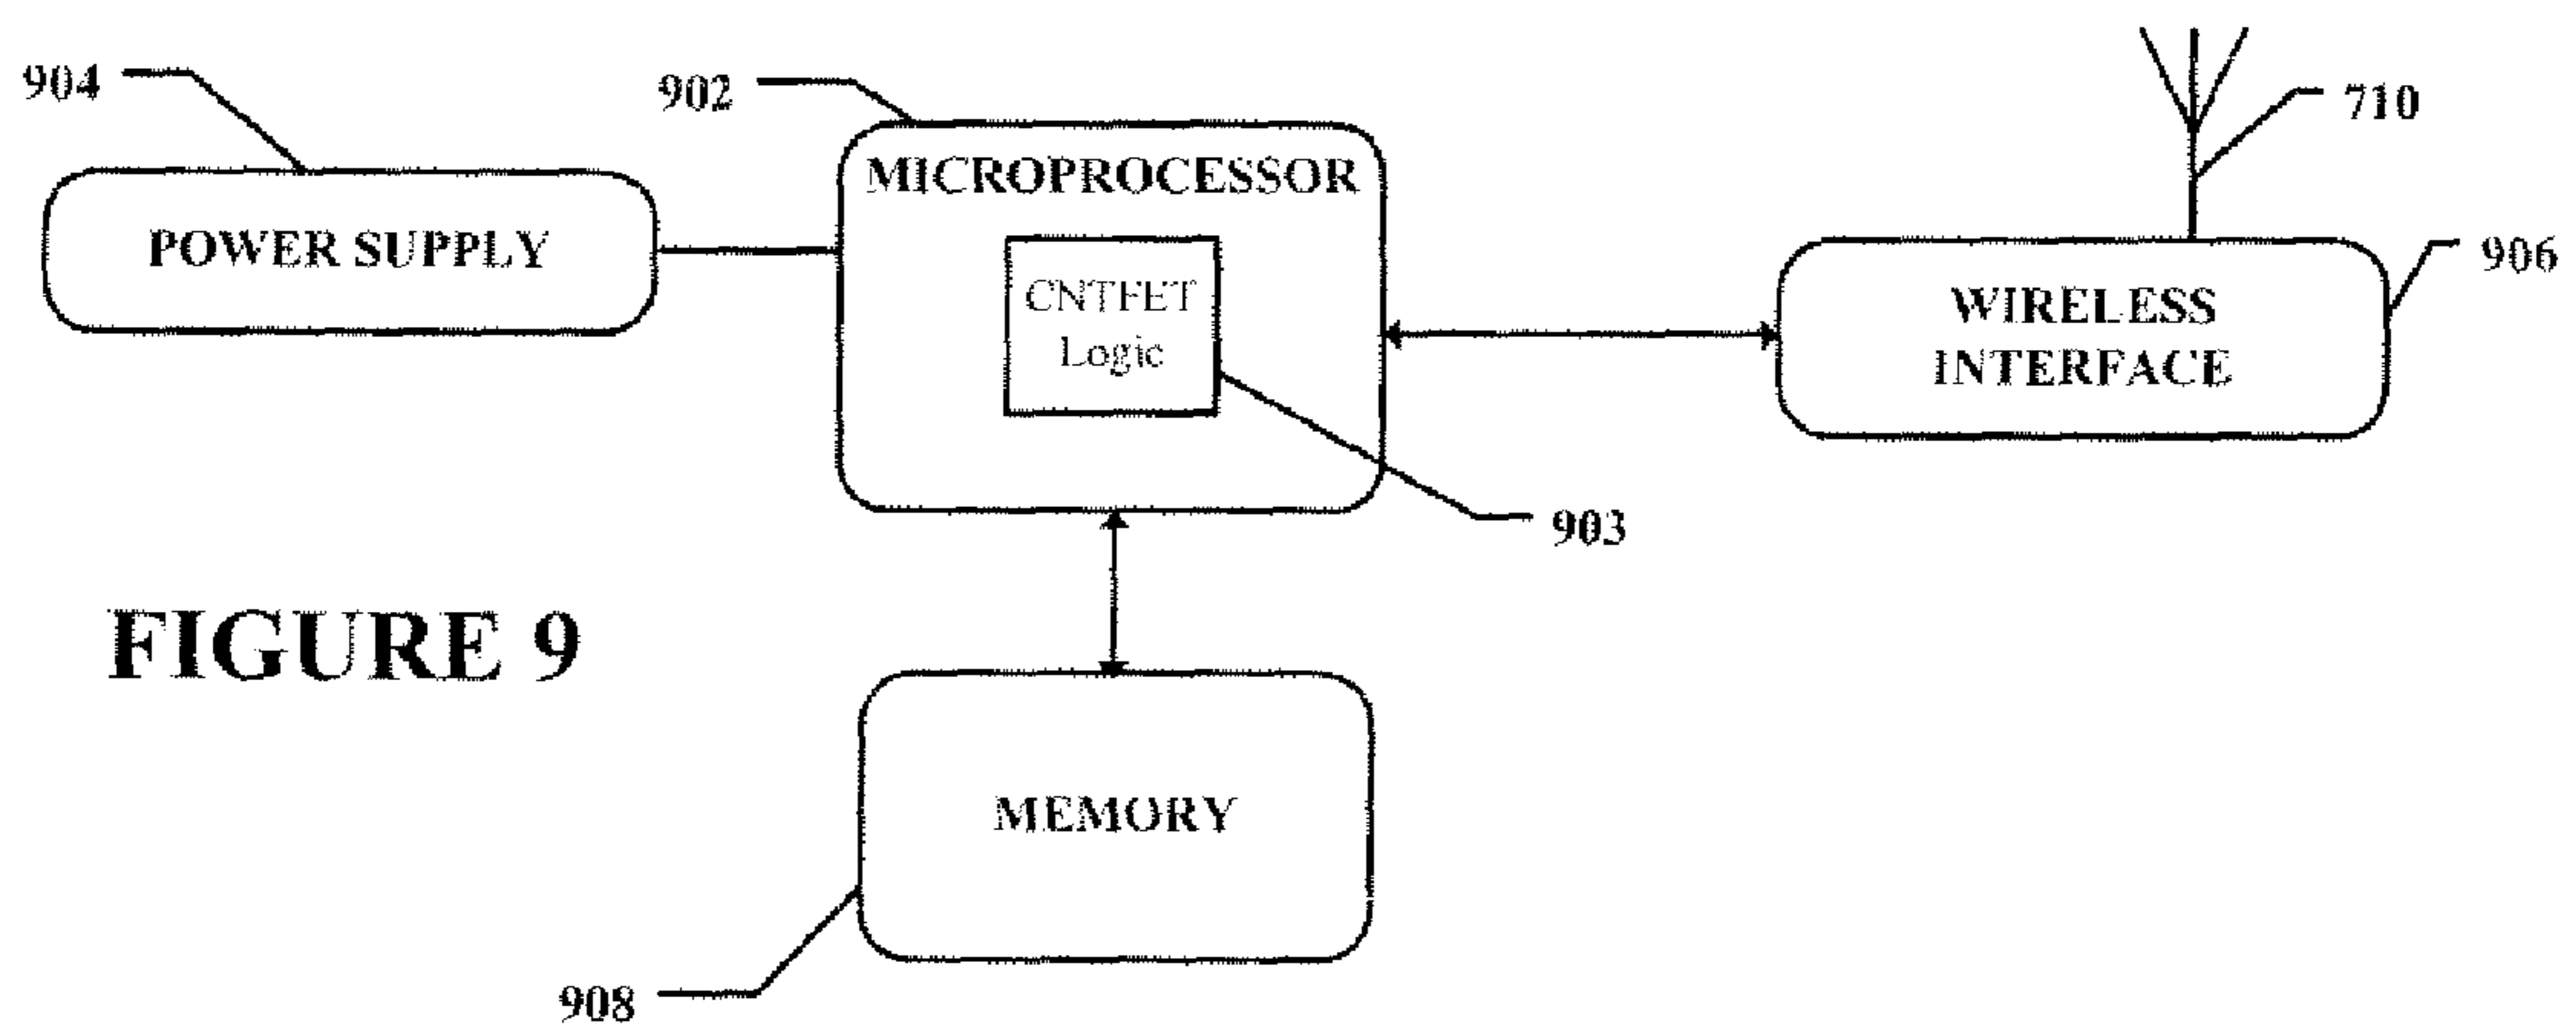 904
902
710
MICROPROCESSOR
POWER SUPPLY
906
CNTFET
Logic
WIRELESS
INTERFACE
903
FIGURE 9
MEMORY
908